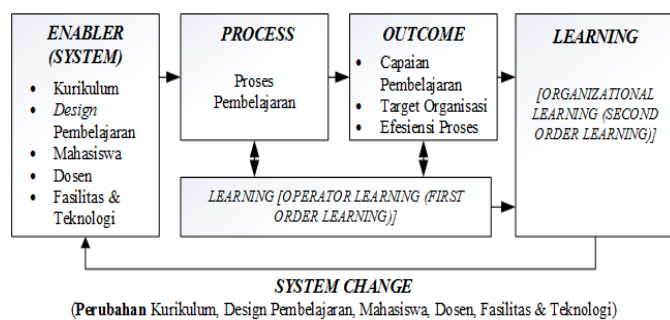 ENABLER
(SYSTEM)
• Kurikulum
• Design
Pembelajaran
• Mahasiswa
• Dosen
• Fasilitas &
Teknologi
PROCESS
Proses
Pembelajaran
OUTCOME
• Capaian
Pembelajaran
• Target Organisasi
• Efesiensi Proses
LEARNING
[ORGANIZATIONAL
LEARNING (SECOND
ORDER LEARNING)]
LEARNING [OPERATOR LEARNING (FIRST
ORDER LEARNING)]
SYSTEM CHANGE
(Perubahan Kurikulum, Design Pembelajaran, Mahasiswa, Dosen, Fasilitas & Teknologi)